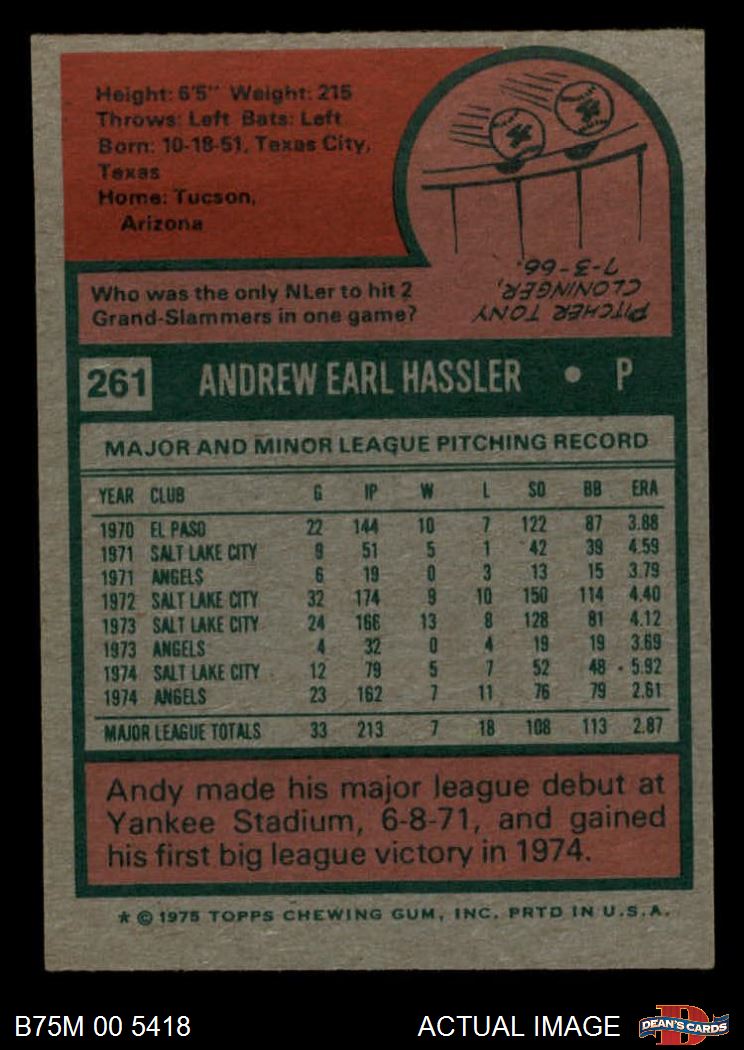 Height: 6'5" Weight: 215
Throws: Left Bats: Left
Born: 10-18-51, Texas City,
Texas
Home: Tucson,
Arizona
Who was the only NLer to hit 2
Grand-Slammers in one game?
PITCHER TONY
CLONINGER,
7-3-66.
261 ANDREW EARL HASSLER • P
MAJOR AND MINOR LEAGUE PITCHING RECORD
YEAR CLUB G IP W L SO BB ERA
1970 EL PASO 22 144 10 7 122 87 3.88
1971 SALT LAKE CITY 9 51 5 1 42 39 4.59
1971 ANGELS 6 19 0 3 13 15 3.79
1972 SALT LAKE CITY 32 174 9 10 150 114 4.40
1973 SALT LAKE CITY 24 166 13 8 128 81 4.12
1973 ANGELS 4 32 0 4 19 19 3.69
1974 SALT LAKE CITY 12 79 5 7 52 48 5.92
1974 ANGELS 23 162 7 11 76 79 2.61
MAJOR LEAGUE TOTALS 33 213 7 18 108 113 2.87
Andy made his major league debut at
Yankee Stadium, 6-8-71, and gained
his first big league victory in 1974.
* © 1975 TOPPS CHEWING GUM, INC. PRTD IN U.S.A.
B75M 00 5418 ACTUAL IMAGE
D
DEAN'S CARDS